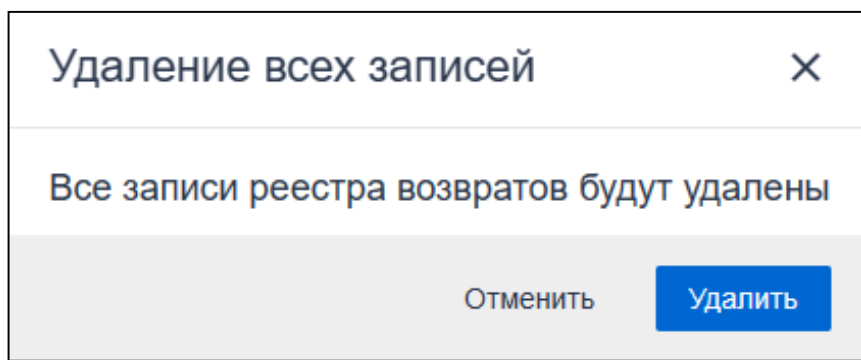 Удаление всех записей
Все записи реестра возвратов будут удалены
Отменить Удалить